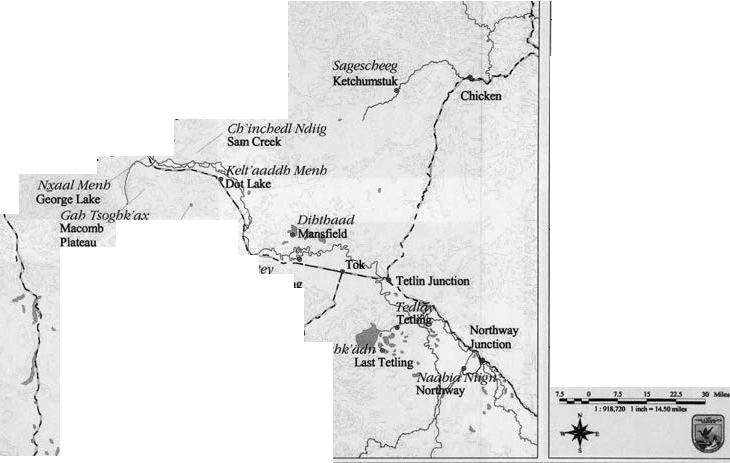 Sagescheeg
Ketchumstuk
Chicken
Ch'inchedl Ndiig
Sam Creek
Kelt'aaddh Menh
Dot Lake
Nxaal Menh
George Lake
Gah Tsoghk'ax
Macomb
Plateau
Dihthaad
Mansfield
Tok
Tetlin Junction
Tetling
Northway
Junction
Last Tetling
Naabia Niign
Northway
7.5 0 7.5 15 22.5 30 Miles
1 : 918,720 1 inch = 14.50 miles
N
W E
S